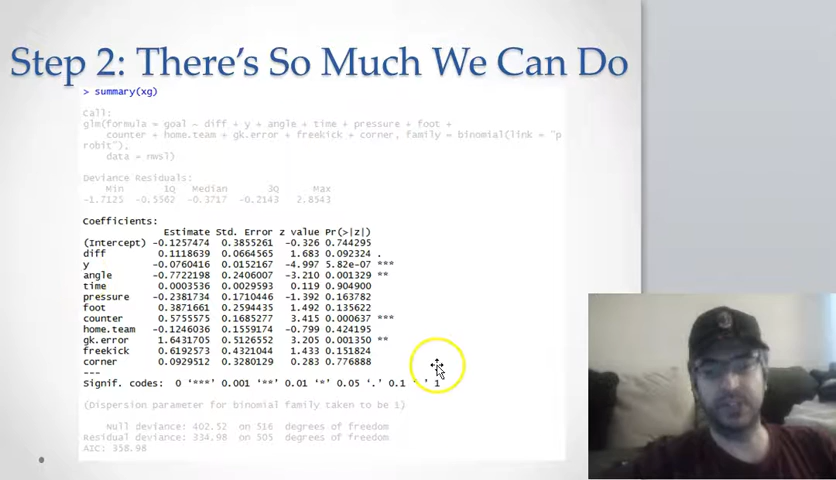 Step 2: There's So Much We Can Do
> summary(xg)
Call:
glm(formula = goal ~ diff + y + angle + time + pressure + foot +
counter + home.team + gk.error + freekick + corner, family = binomial(link = "p
robit"),
data = nwsl)
Deviance Residuals:
Min 1Q Median 3Q Max
-1.7125 -0.5562 -0.3717 -0.2143 2.8543
Coefficients:
Estimate Std. Error z value Pr(>|z|)
(Intercept) -0.1257474 0.3855261 -0.326 0.744295
diff 0.1118639 0.0664565 1.683 0.092324 .
y -0.0760416 0.0152167 -4.997 5.82e-07 ***
angle -0.7722198 0.2406007 -3.210 0.001329 **
time 0.0003536 0.0029593 0.119 0.904900
pressure -0.2381734 0.1710446 -1.392 0.163782
foot 0.3871661 0.2594435 1.492 0.135622
counter 0.5755575 0.1685277 3.415 0.000637 ***
home.team -0.1246036 0.1559174 -0.799 0.424195
gk.error 1.6431705 0.5126552 3.205 0.001350 **
freekick 0.6192573 0.4321044 1.433 0.151824
corner 0.0929512 0.3280129 0.283 0.776888
---
Signif. codes: 0 '***' 0.001 '**' 0.01 '*' 0.05 '.' 0.1 ' ' 1
(Dispersion parameter for binomial family taken to be 1)
Null deviance: 402.52 on 516 degrees of freedom
Residual deviance: 334.98 on 505 degrees of freedom
AIC: 358.98